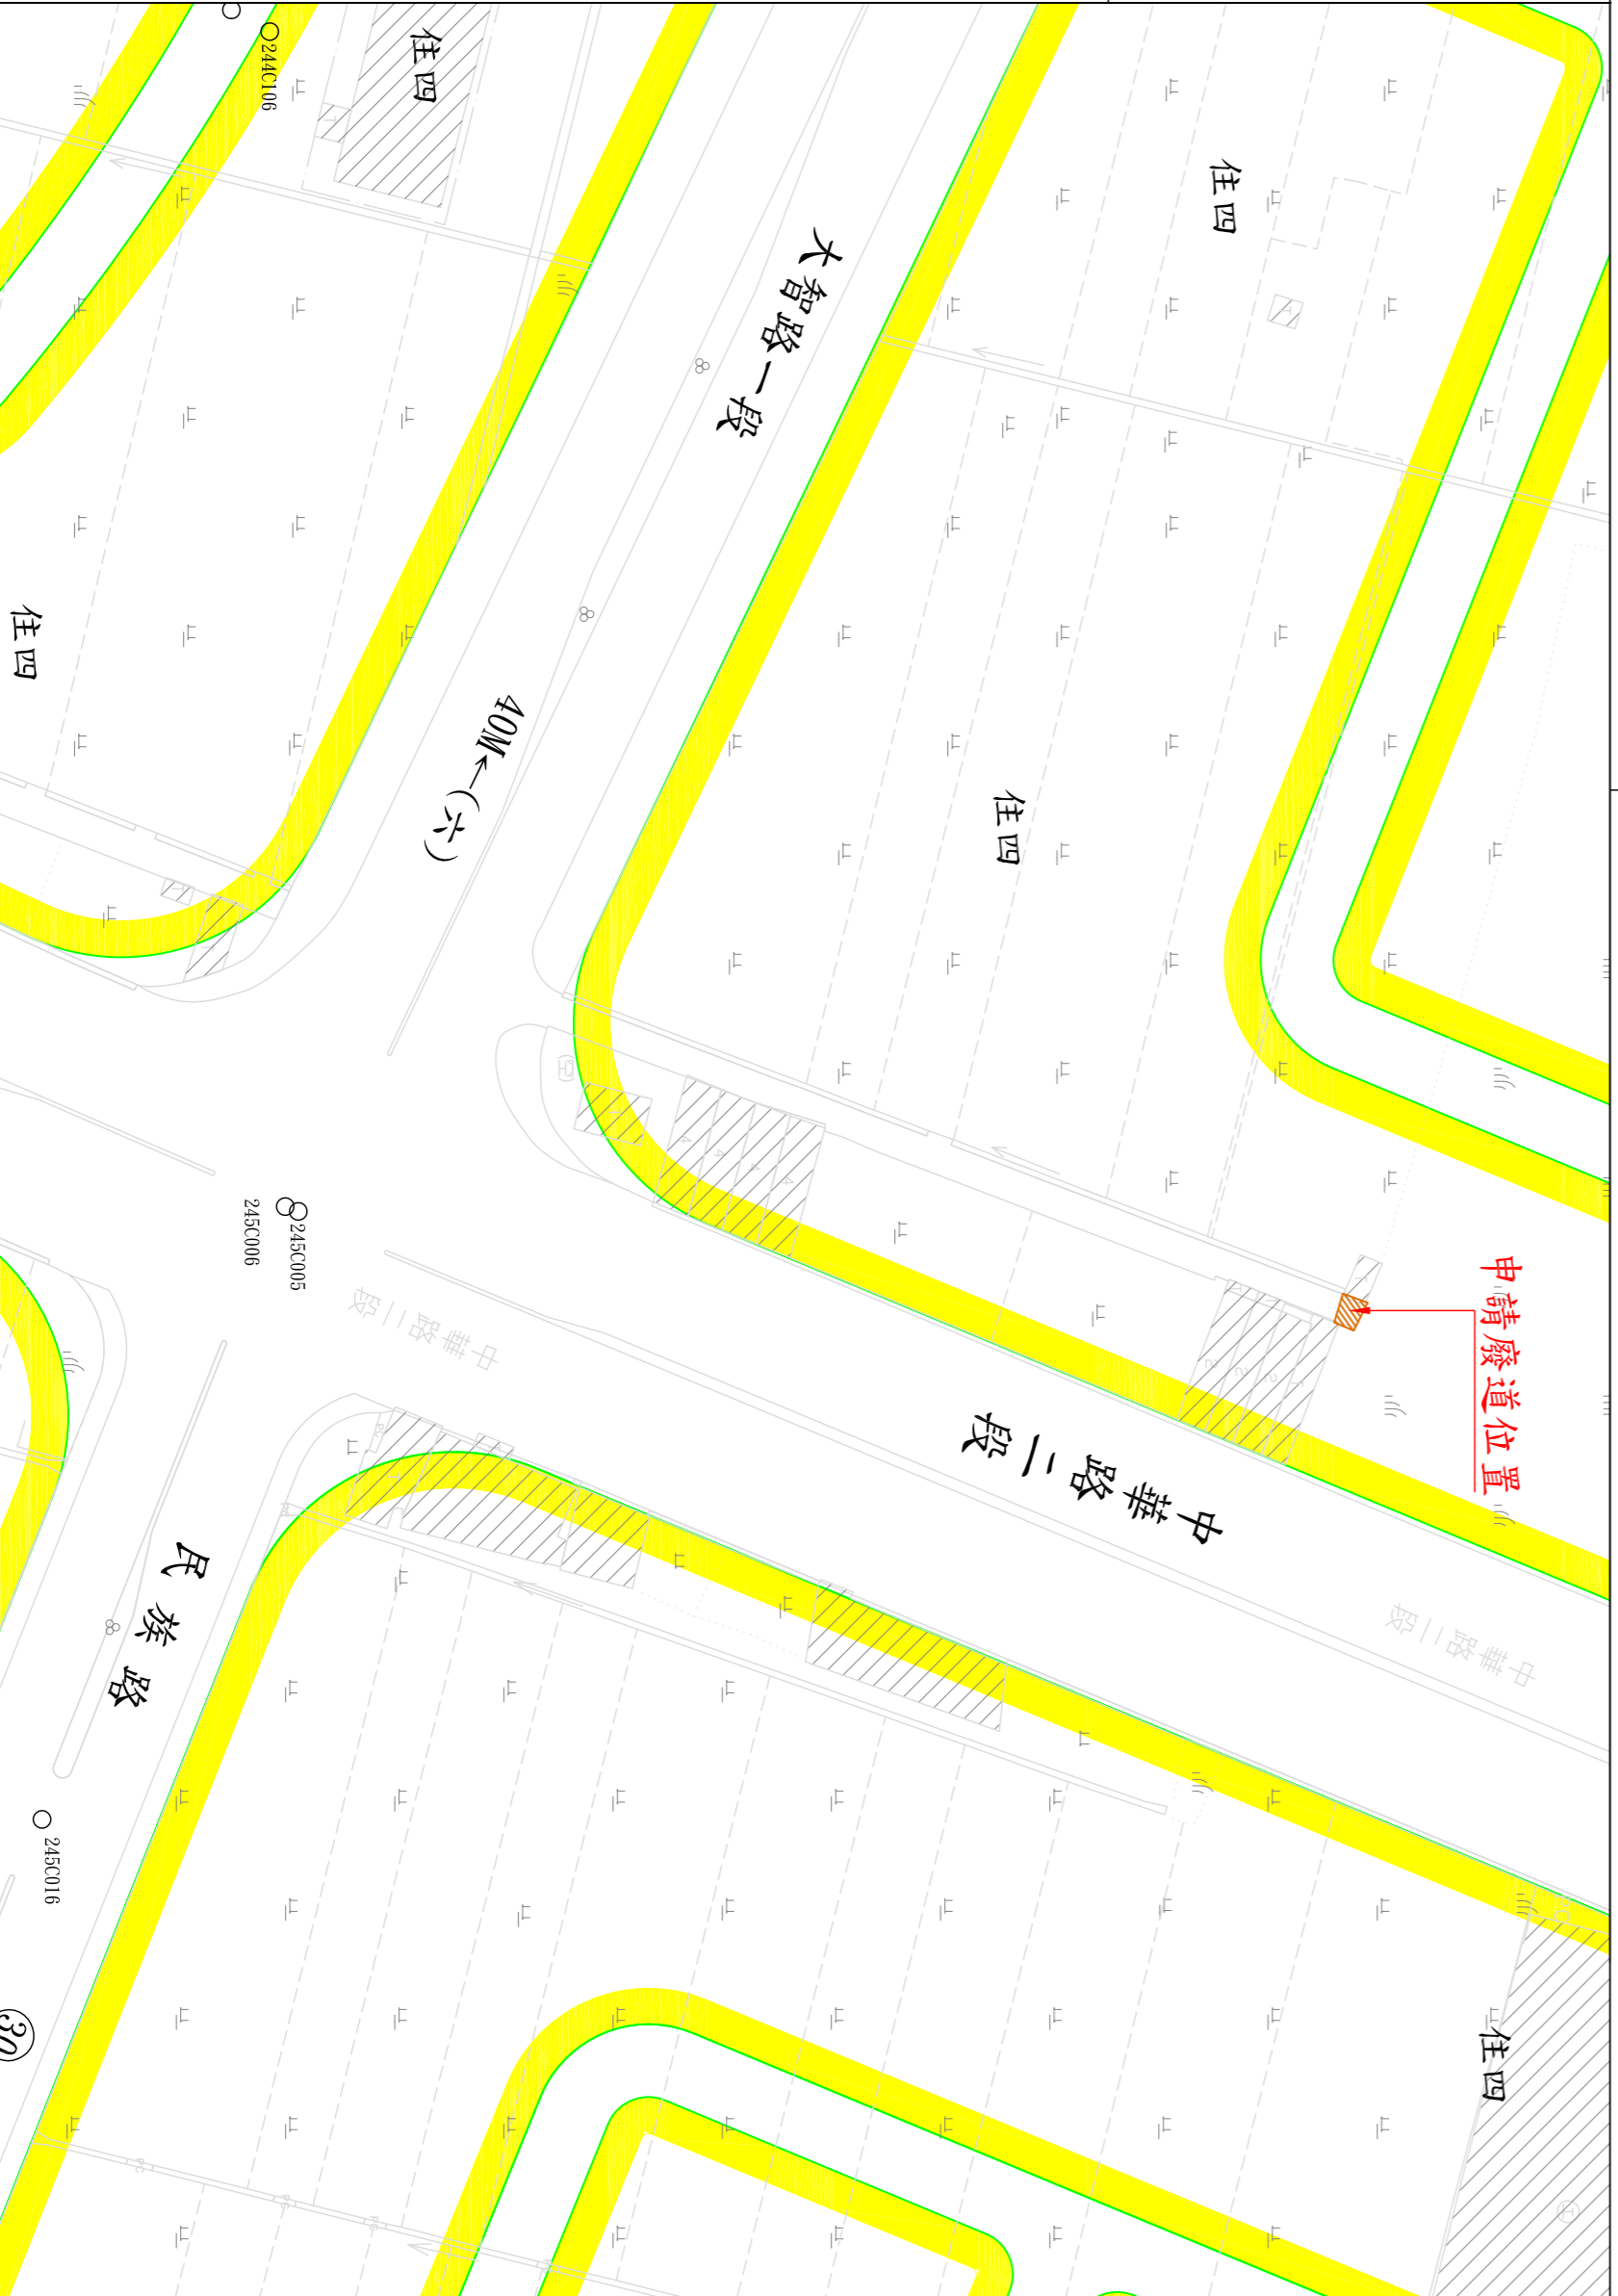 244C106
住四
住四
大智路一段
住四
40M←(六)
住四
申請廢道位置
245C005
245C006
中華路二段
中華路二段
中華路二段
民族路
245C016
30
住四